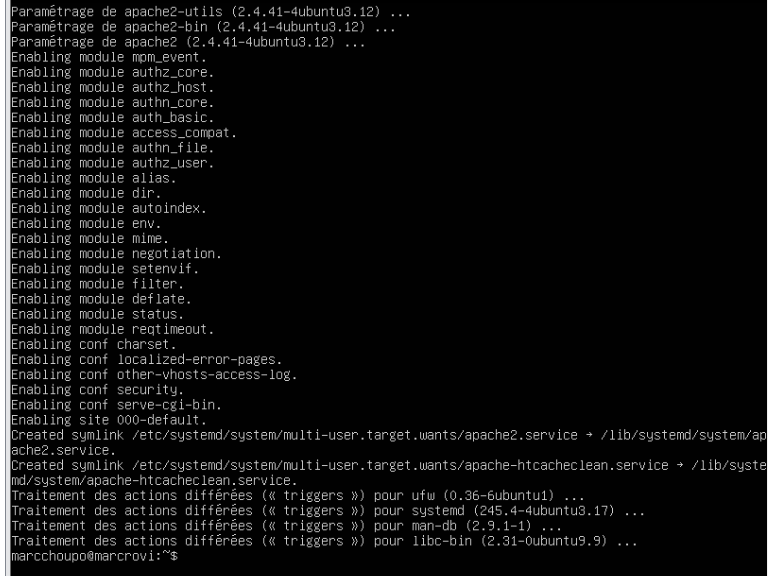 Paramétrage de apache2-utils (2.4.41-4ubuntu3.12) ...
Paramétrage de apache2-bin (2.4.41-4ubuntu3.12) ...
Paramétrage de apache2 (2.4.41-4ubuntu3.12) ...
Enabling module mpm_event.
Enabling module authz_core.
Enabling module authz_host.
Enabling module authn_core.
Enabling module auth_basic.
Enabling module access_compat.
Enabling module authn_file.
Enabling module authz_user.
Enabling module alias.
Enabling module dir.
Enabling module autoindex.
Enabling module env.
Enabling module mime.
Enabling module negotiation.
Enabling module setenvif.
Enabling module filter.
Enabling module deflate.
Enabling module status.
Enabling module reqtimeout.
Enabling conf charset.
Enabling conf localized-error-pages.
Enabling conf other-vhosts-access-log.
Enabling conf security.
Enabling conf serve-cgi-bin.
Enabling site 000-default.
Created symlink /etc/systemd/system/multi-user.target.wants/apache2.service → /lib/systemd/system/ap
ache2.service.
Created symlink /etc/systemd/system/multi-user.target.wants/apache-htcacheclean.service → /lib/syste
md/system/apache-htcacheclean.service.
Traitement des actions différées (« triggers ») pour ufw (0.36-6ubuntu1) ...
Traitement des actions différées (« triggers ») pour systemd (245.4-4ubuntu3.17) ...
Traitement des actions différées (« triggers ») pour man-db (2.9.1-1) ...
Traitement des actions différées (« triggers ») pour libc-bin (2.31-0ubuntu9.9) ...
marcchoupo@marcrovi:~$